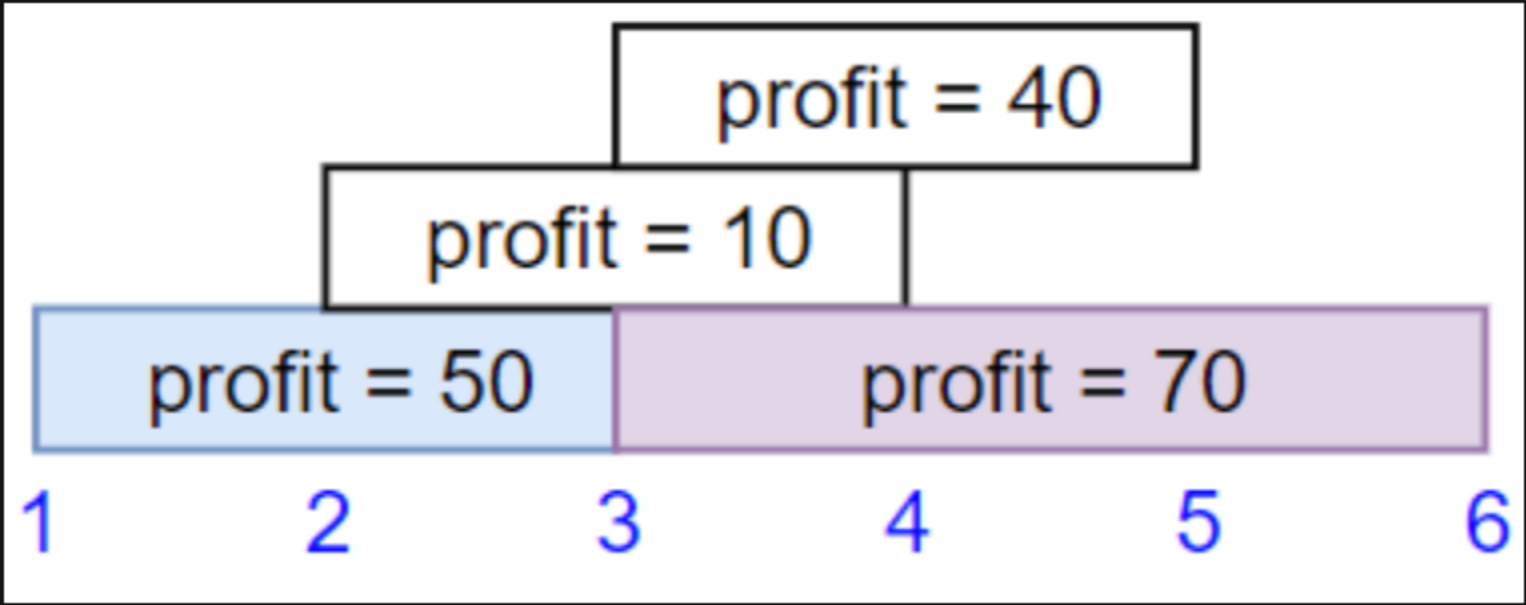 profit = 40
profit = 10
profit = 50 profit = 70
1 2 3 4 5 6